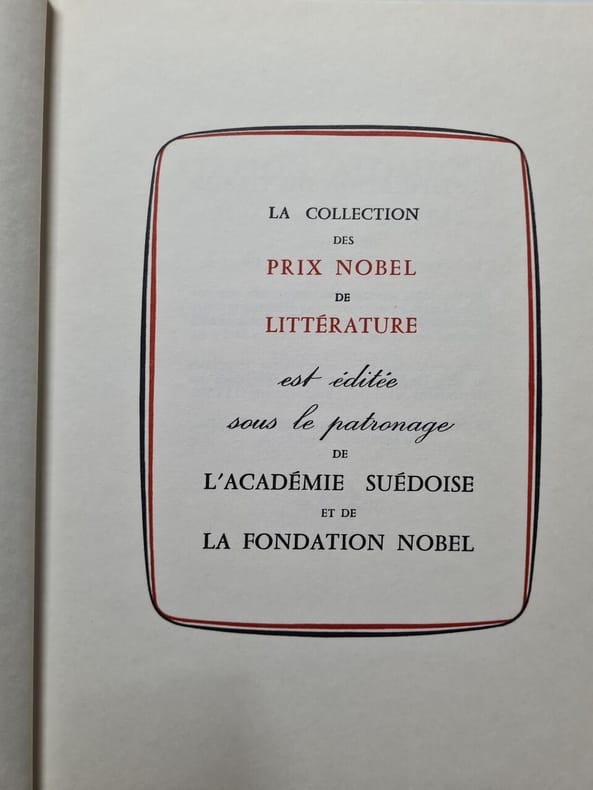 LA COLLECTION
DES
PRIX NOBEL
DE
LITTÉRATURE
est éditée
sous le patronage
DE
L'ACADÉMIE SUÉDOISE
ET DE
LA FONDATION NOBEL